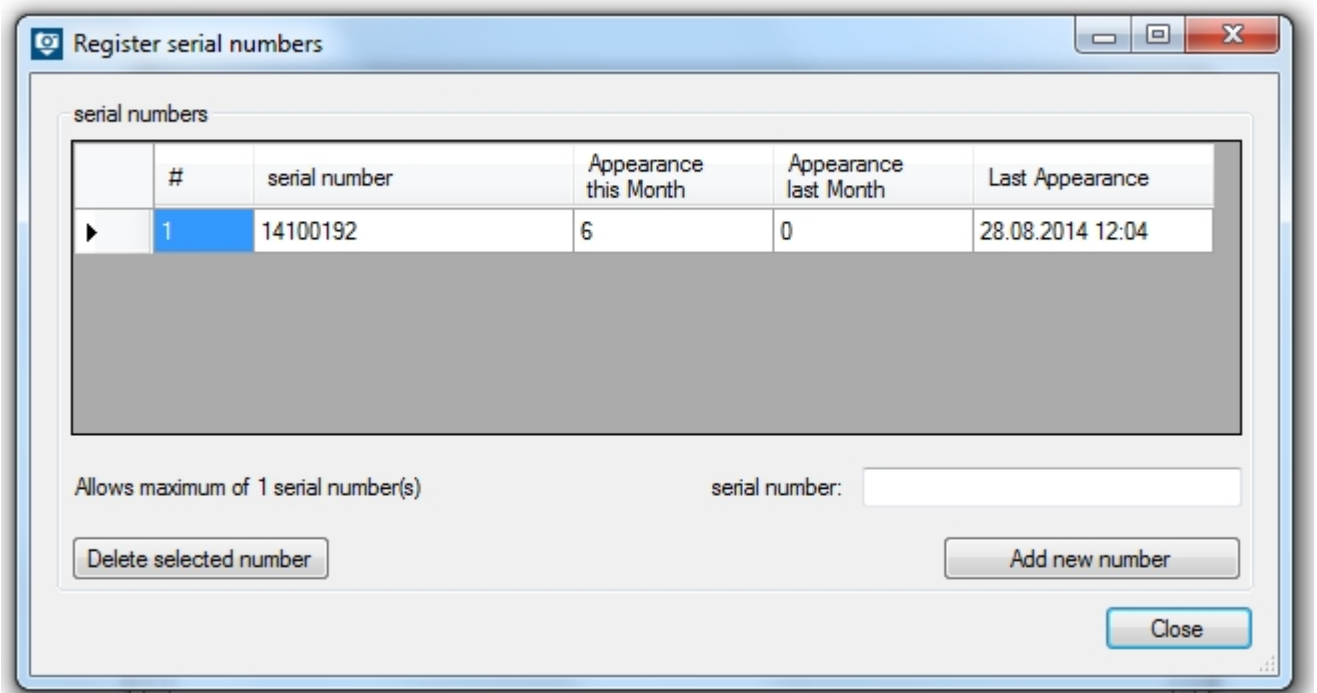 Register serial numbers
serial numbers
# serial number Appearance this Month Appearance last Month Last Appearance
1 14100192 6 0 28.08.2014 12:04
Allows maximum of 1 serial number(s) serial number:
Delete selected number Add new number
Close